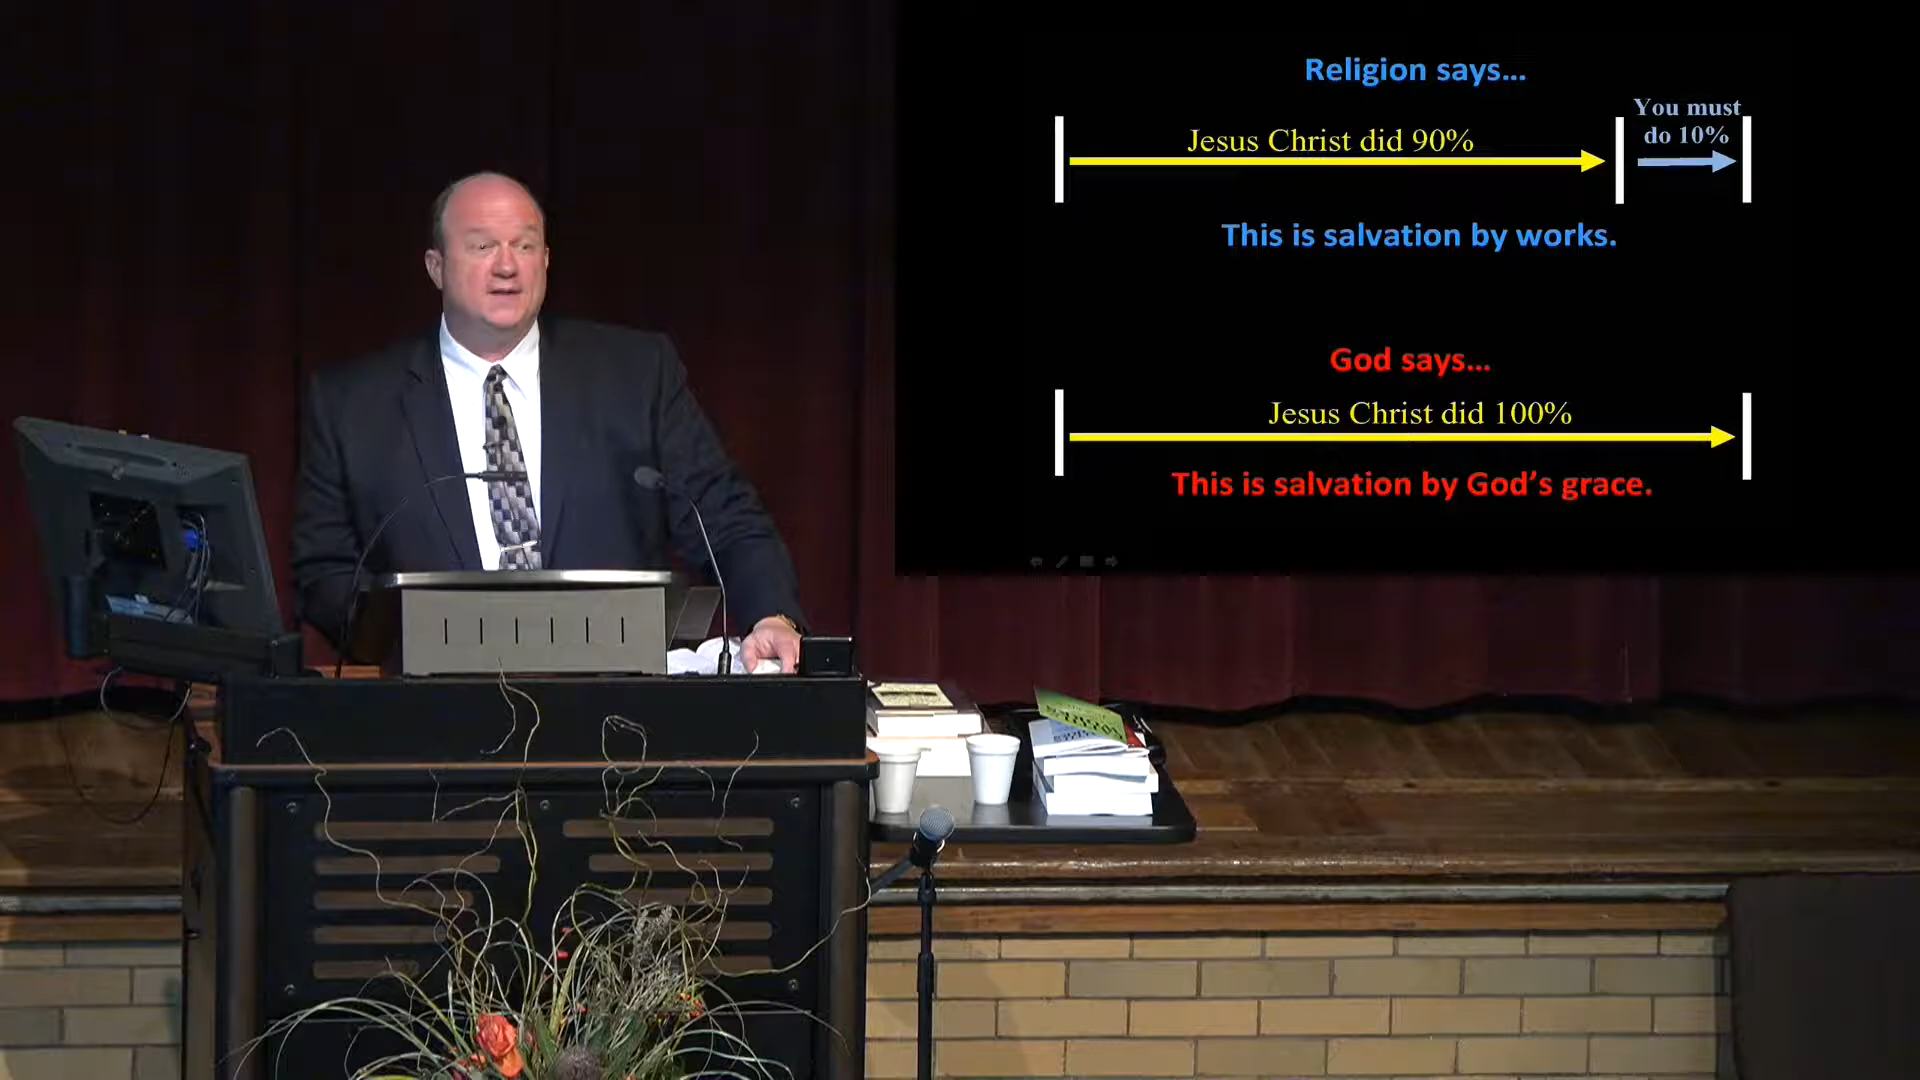 Religion says...
You must
do 10%
Jesus Christ did 90%
This is salvation by works.
God says...
Jesus Christ did 100%
This is salvation by God's grace.